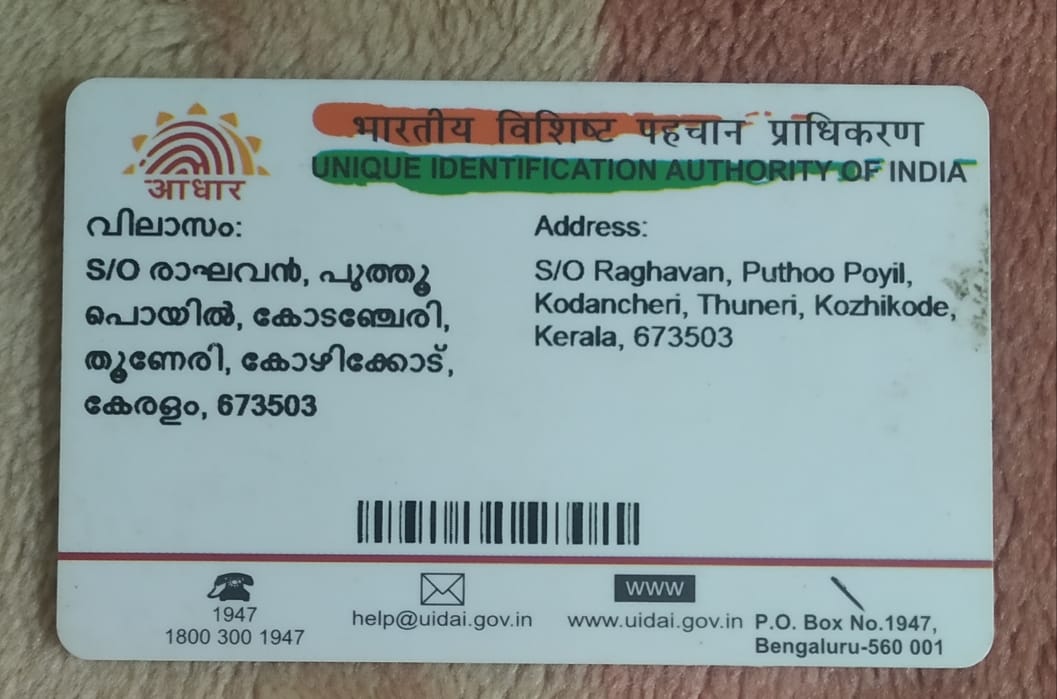 भारतीय विशिष्ट पहचान प्राधिकरण
UNIQUE IDENTIFICATION AUTHORITY OF INDIA
आधार
വിലാസം:
S/O രാഘവൻ, പുത്തൂ
പൊയിൽ, കോടഞ്ചേരി,
തൂണേരി, കോഴിക്കോട്,
കേരളം, 673503
Address:
S/O Raghavan, Puthoo Poyil,
Kodancheri, Thuneri, Kozhikode,
Kerala, 673503
1947
1800 300 1947
help@uidai.gov.in
WWW
www.uidai.gov.in
P.O. Box No.1947,
Bengaluru-560 001